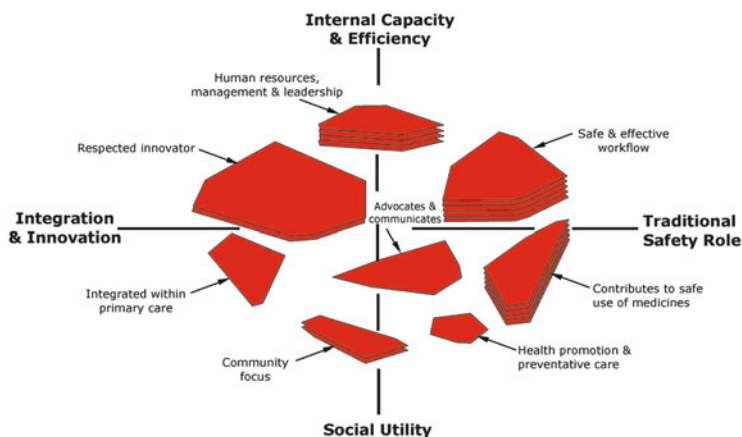 Internal Capacity
& Efficiency
Human resources,
management & leadership
Safe & effective
workflow
Respected innovator
Advocates &
communicates
Integration
& Innovation
Traditional
Safety Role
Integrated within
primary care
Contributes to safe
use of medicines
Community
focus
Health promotion &
preventative care
Social Utility